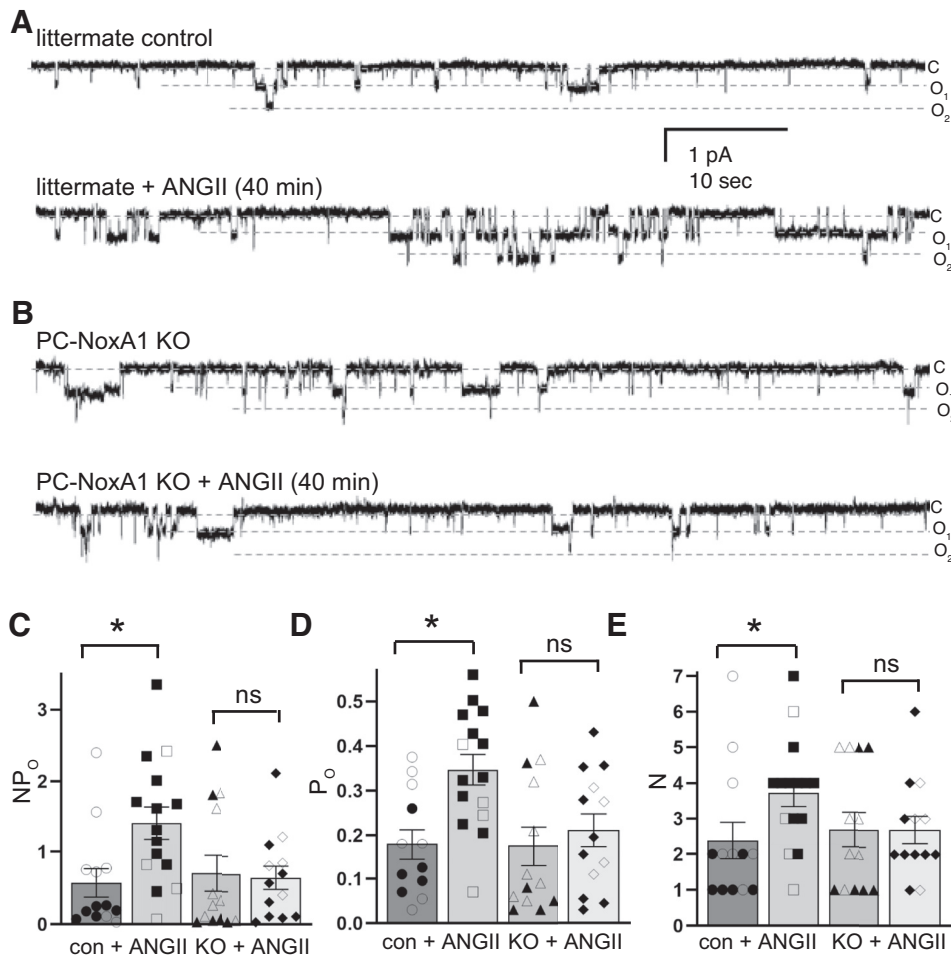 A
littermate control
C
O1
O2
1 pA
10 sec
littermate + ANGII (40 min)
C
O1
O2
B
PC-NoxA1 KO
C
O
O
PC-NoxA1 KO + ANGII (40 min)
C
O1
O2
C
*
ns
NPO
3
2
1
0
con + ANGII KO + ANGII
D
*
ns
PO
0.5
0.4
0.3
0.2
0.1
0.0
con + ANGII KO + ANGII
E
*
ns
N
7
6
5
4
3
2
1
0
con + ANGII KO + ANGII